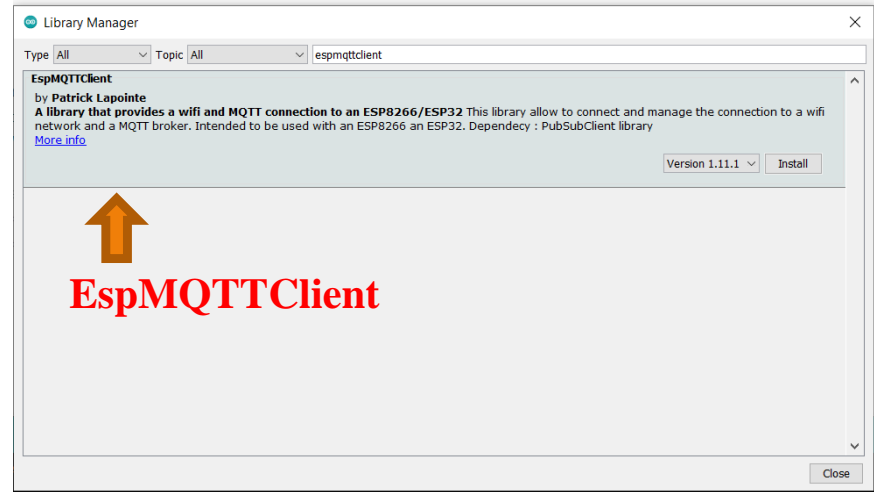 Library Manager
Type All Topic All espmqttclient
EspMQTTClient
by Patrick Lapointe
A library that provides a wifi and MQTT connection to an ESP8266/ESP32 This library allow to connect and manage the connection to a wifi
network and a MQTT broker. Intended to be used with an ESP8266 an ESP32. Dependecy : PubSubClient library
More info
Version 1.11.1 Install
EspMQTTClient
Close